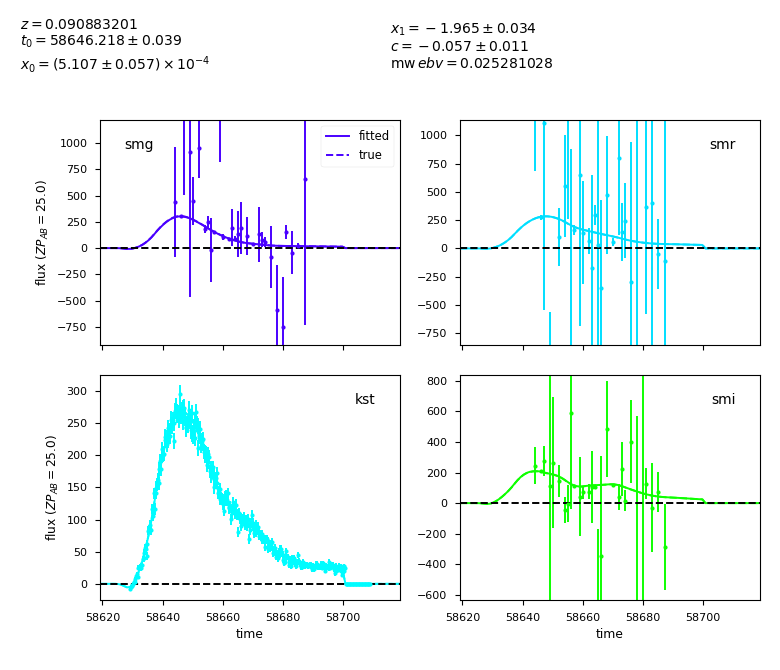 z = 0.090883201
t₀ = 58646.218 ± 0.039
x₀ = (5.107 ± 0.057) × 10⁻⁴
x₁ = −1.965 ± 0.034
c = −0.057 ± 0.011
mw ebv = 0.025281028
smg
fitted
true
1000
750
500
250
0
−250
−500
−750
flux (ZP_AB = 25.0)
smr
1000
750
500
250
0
−250
−500
−750
kst
300
250
200
150
100
50
0
flux (ZP_AB = 25.0)
58620 58640 58660 58680 58700
time
smi
800
600
400
200
0
−200
−400
−600
58620 58640 58660 58680 58700
time